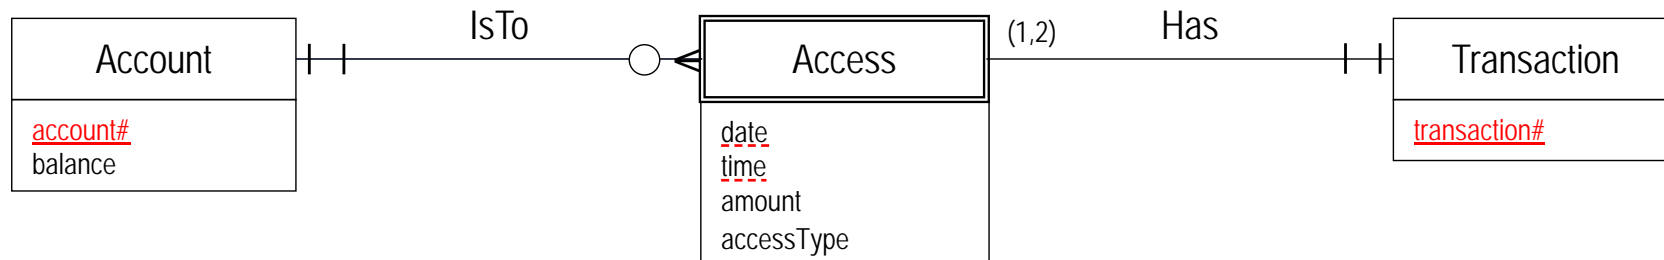 IsTo
(1,2)
Has
Account
Access
Transaction
account#
balance
date
time
amount
accessType
transaction#